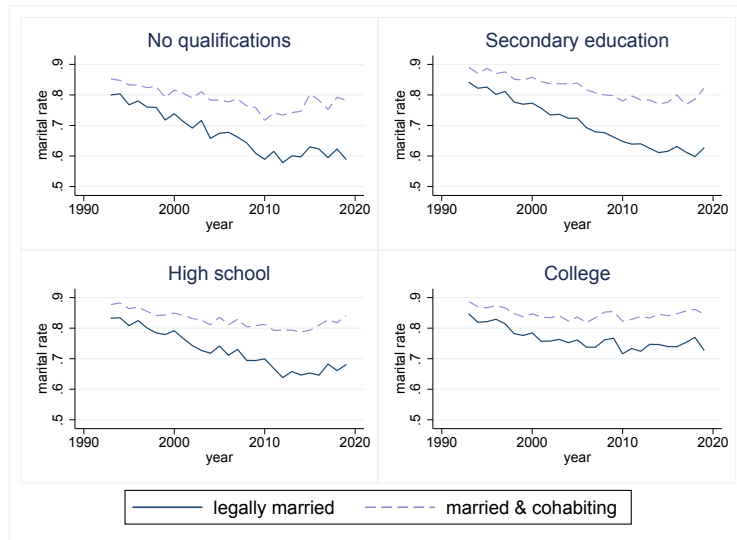 No qualifications
Secondary education
.9
.8
.7
.6
.5
marital rate
1990 2000 2010 2020
year
.9
.8
.7
.6
.5
marital rate
1990 2000 2010 2020
year
High school
College
.9
.8
.7
.6
.5
marital rate
1990 2000 2010 2020
year
.9
.8
.7
.6
.5
marital rate
1990 2000 2010 2020
year
legally married married & cohabiting